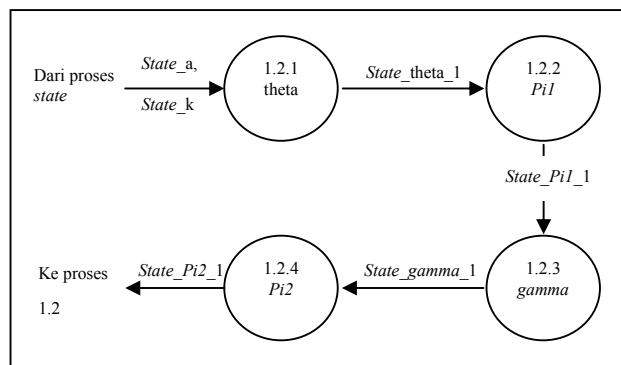 Dari proses
state
State_a,
State_k
1.2.1
theta
State_theta_1
1.2.2
Pi1
State_Pi1_1
1.2.3
gamma
State_gamma_1
1.2.4
Pi2
State_Pi2_1
Ke proses
1.2